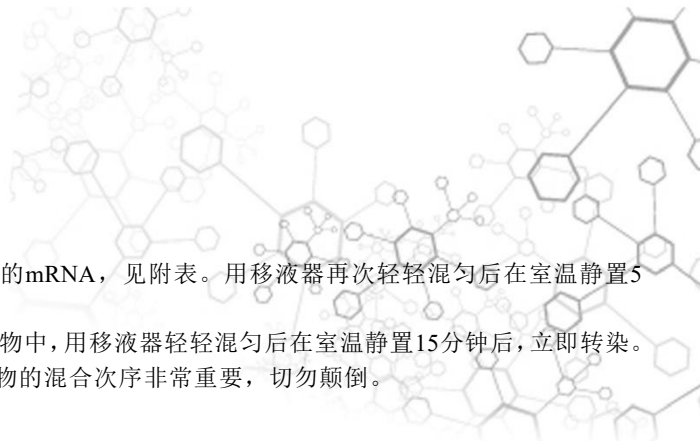 的mRNA，见附表。用移液器再次轻轻混匀后在室温静置5
物中，用移液器轻轻混匀后在室温静置15分钟后，立即转染。
物的混合次序非常重要，切勿颠倒。